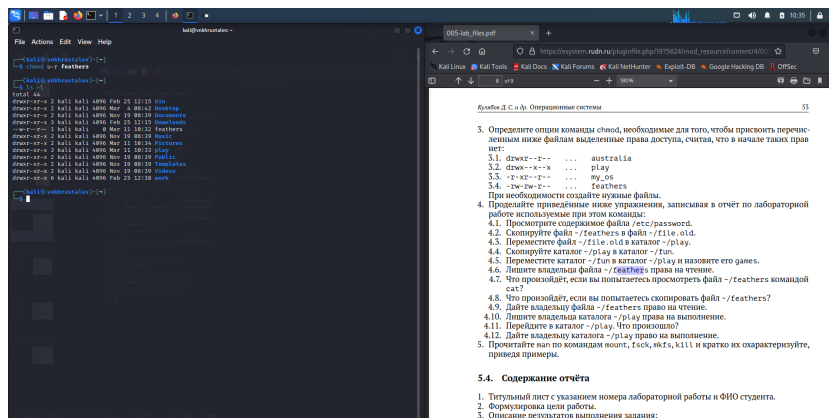 1 2 3 4
10:35
kali@vnkhrustalev: ~
File Actions Edit View Help
(kali㉿vnkhrustalev)-[~]
$ chmod u-r feathers
(kali㉿vnkhrustalev)-[~]
$ ls -l
total 44
drwxr-xr-x 2 kali kali 4096 Feb 25 12:15 bin
drwxr-xr-x 2 kali kali 4096 Mar 4 08:42 Desktop
drwxr-xr-x 2 kali kali 4096 Nov 19 08:39 Documents
drwxr-xr-x 3 kali kali 4096 Feb 25 12:15 Downloads
--w-r--r-- 1 kali kali 0 Mar 11 10:32 feathers
drwxr-xr-x 2 kali kali 4096 Nov 19 08:39 Music
drwxr-xr-x 2 kali kali 4096 Mar 11 10:34 Pictures
drwxr-xr-x 3 kali kali 4096 Mar 11 10:33 play
drwxr-xr-x 2 kali kali 4096 Nov 19 08:39 Public
drwxr-xr-x 2 kali kali 4096 Nov 19 08:39 Templates
drwxr-xr-x 2 kali kali 4096 Nov 19 08:39 Videos
drwxr-xr-x 6 kali kali 4096 Feb 25 12:38 work
(kali㉿vnkhrustalev)-[~]
$
005-lab_files.pdf
https://esystem.rudn.ru/pluginfile.php/1975624/mod_resource/content/4/00
Kali Linux Kali Tools Kali Docs Kali Forums Kali NetHunter Exploit-DB Google Hacking DB OffSec
8 of 9
180%
Кулябов Д. С. и др. Операционные системы 53
3. Определите опции команды chmod, необходимые для того, чтобы присвоить перечис-
ленным ниже файлам выделенные права доступа, считая, что в начале таких прав
нет:
3.1. drwxr--r-- ... australia
3.2. drwx--x--x ... play
3.3. -r-xr--r-- ... my_os
3.4. -rw-rw-r-- ... feathers
При необходимости создайте нужные файлы.
4. Проделайте приведённые ниже упражнения, записывая в отчёт по лабораторной
работе используемые при этом команды:
4.1. Просмотрите содержимое файла /etc/password.
4.2. Скопируйте файл ~/feathers в файл ~/file.old.
4.3. Переместите файл ~/file.old в каталог ~/play.
4.4. Скопируйте каталог ~/play в каталог ~/fun.
4.5. Переместите каталог ~/fun в каталог ~/play и назовите его games.
4.6. Лишите владельца файла ~/feathers права на чтение.
4.7. Что произойдёт, если вы попытаетесь просмотреть файл ~/feathers командой
cat?
4.8. Что произойдёт, если вы попытаетесь скопировать файл ~/feathers?
4.9. Дайте владельцу файла ~/feathers право на чтение.
4.10. Лишите владельца каталога ~/play права на выполнение.
4.11. Перейдите в каталог ~/play. Что произошло?
4.12. Дайте владельцу каталога ~/play право на выполнение.
5. Прочитайте man по командам mount, fsck, mkfs, kill и кратко их охарактеризуйте,
приведя примеры.
5.4. Содержание отчёта
1. Титульный лист с указанием номера лабораторной работы и ФИО студента.
2. Формулировка цели работы.
3. Описание результатов выполнения задания: